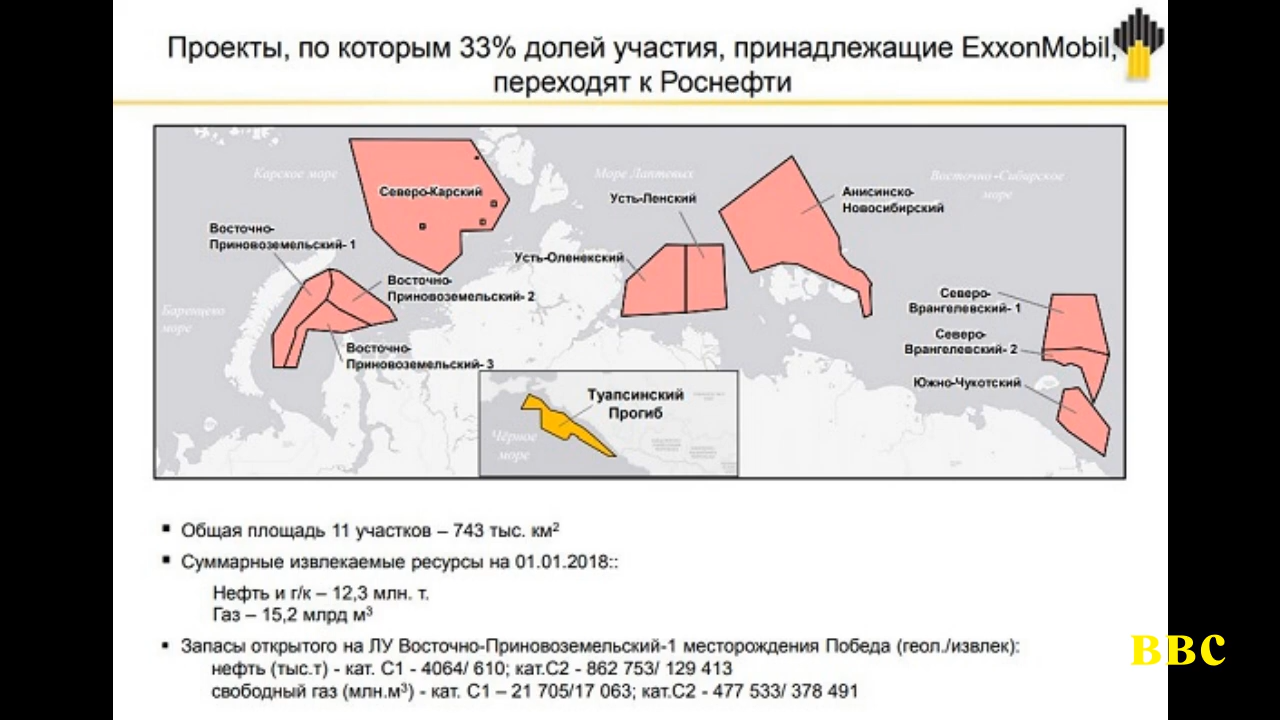 Проекты, по которым 33% долей участия, принадлежащие ExxonMobil,
переходят к Роснефти
Карское море
Море Лаптевых
Восточно-Сибирское
море
Северо-Карский
Усть-Ленский
Анисинско-
Новосибирский
Восточно-
Приновоземельский- 1
Усть-Оленекский
Восточно-
Приновоземельский- 2
Северо-
Врангелевский- 1
Баренцево
море
Северо-
Врангелевский- 2
Восточно-
Приновоземельский- 3
Южно-Чукотский
Туапсинский
Прогиб
Чёрное
море
▪ Общая площадь 11 участков – 743 тыс. км²
▪ Суммарные извлекаемые ресурсы на 01.01.2018::
Нефть и г/к – 12,3 млн. т.
Газ – 15,2 млрд м³
▪ Запасы открытого на ЛУ Восточно-Приновоземельский-1 месторождения Победа (геол./извлек):
нефть (тыс.т) - кат. С1 - 4064/ 610; кат.С2 - 862 753/ 129 413
свободный газ (млн.м³) - кат. С1 – 21 705/17 063; кат.С2 - 477 533/ 378 491
BBC